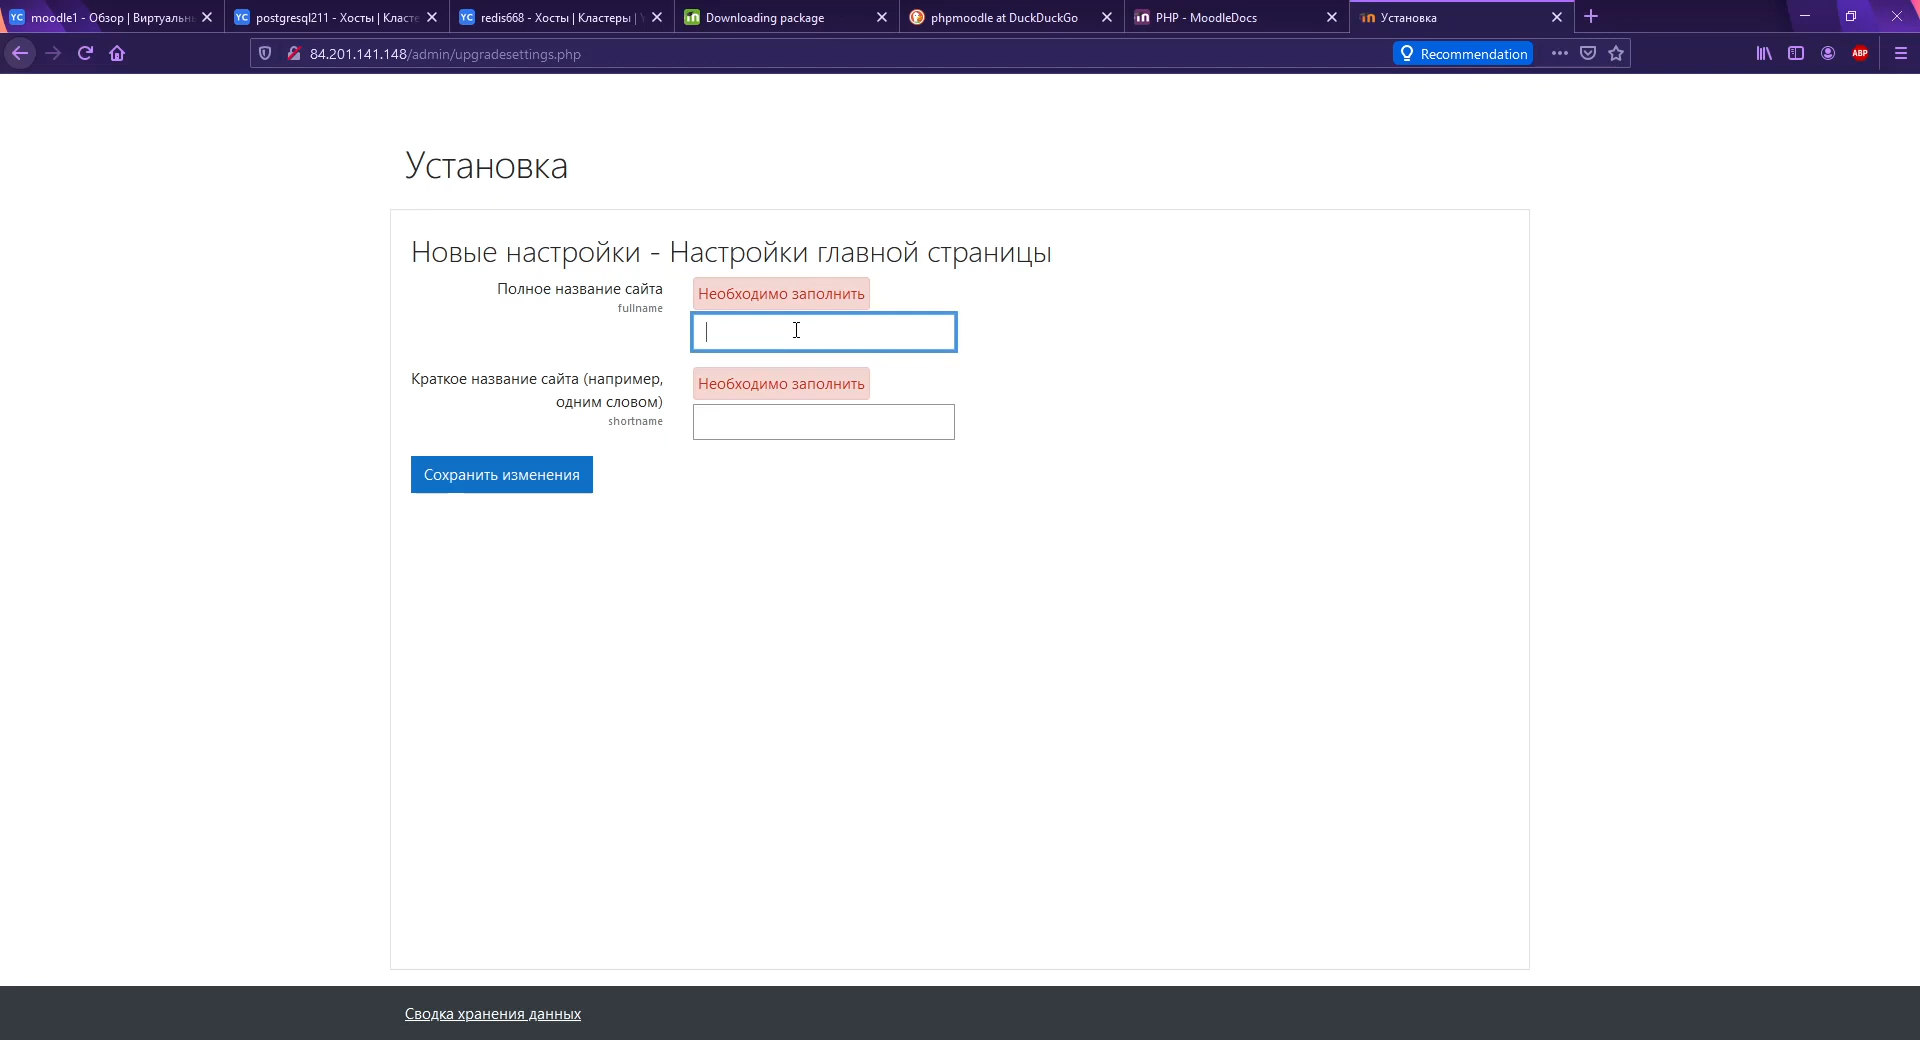 moodle1 - Обзор | Виртуальн
postgresql211 - Хосты | Класте
redis668 - Хосты | Кластеры |
Downloading package
phpmoodle at DuckDuckGo
PHP - MoodleDocs
Установка
84.201.141.148/admin/upgradesettings.php
Recommendation
ABP
Установка
Новые настройки - Настройки главной страницы
Полное название сайта
Необходимо заполнить
fullname
Краткое название сайта (например,
Необходимо заполнить
одним словом)
shortname
Сохранить изменения
Сводка хранения данных